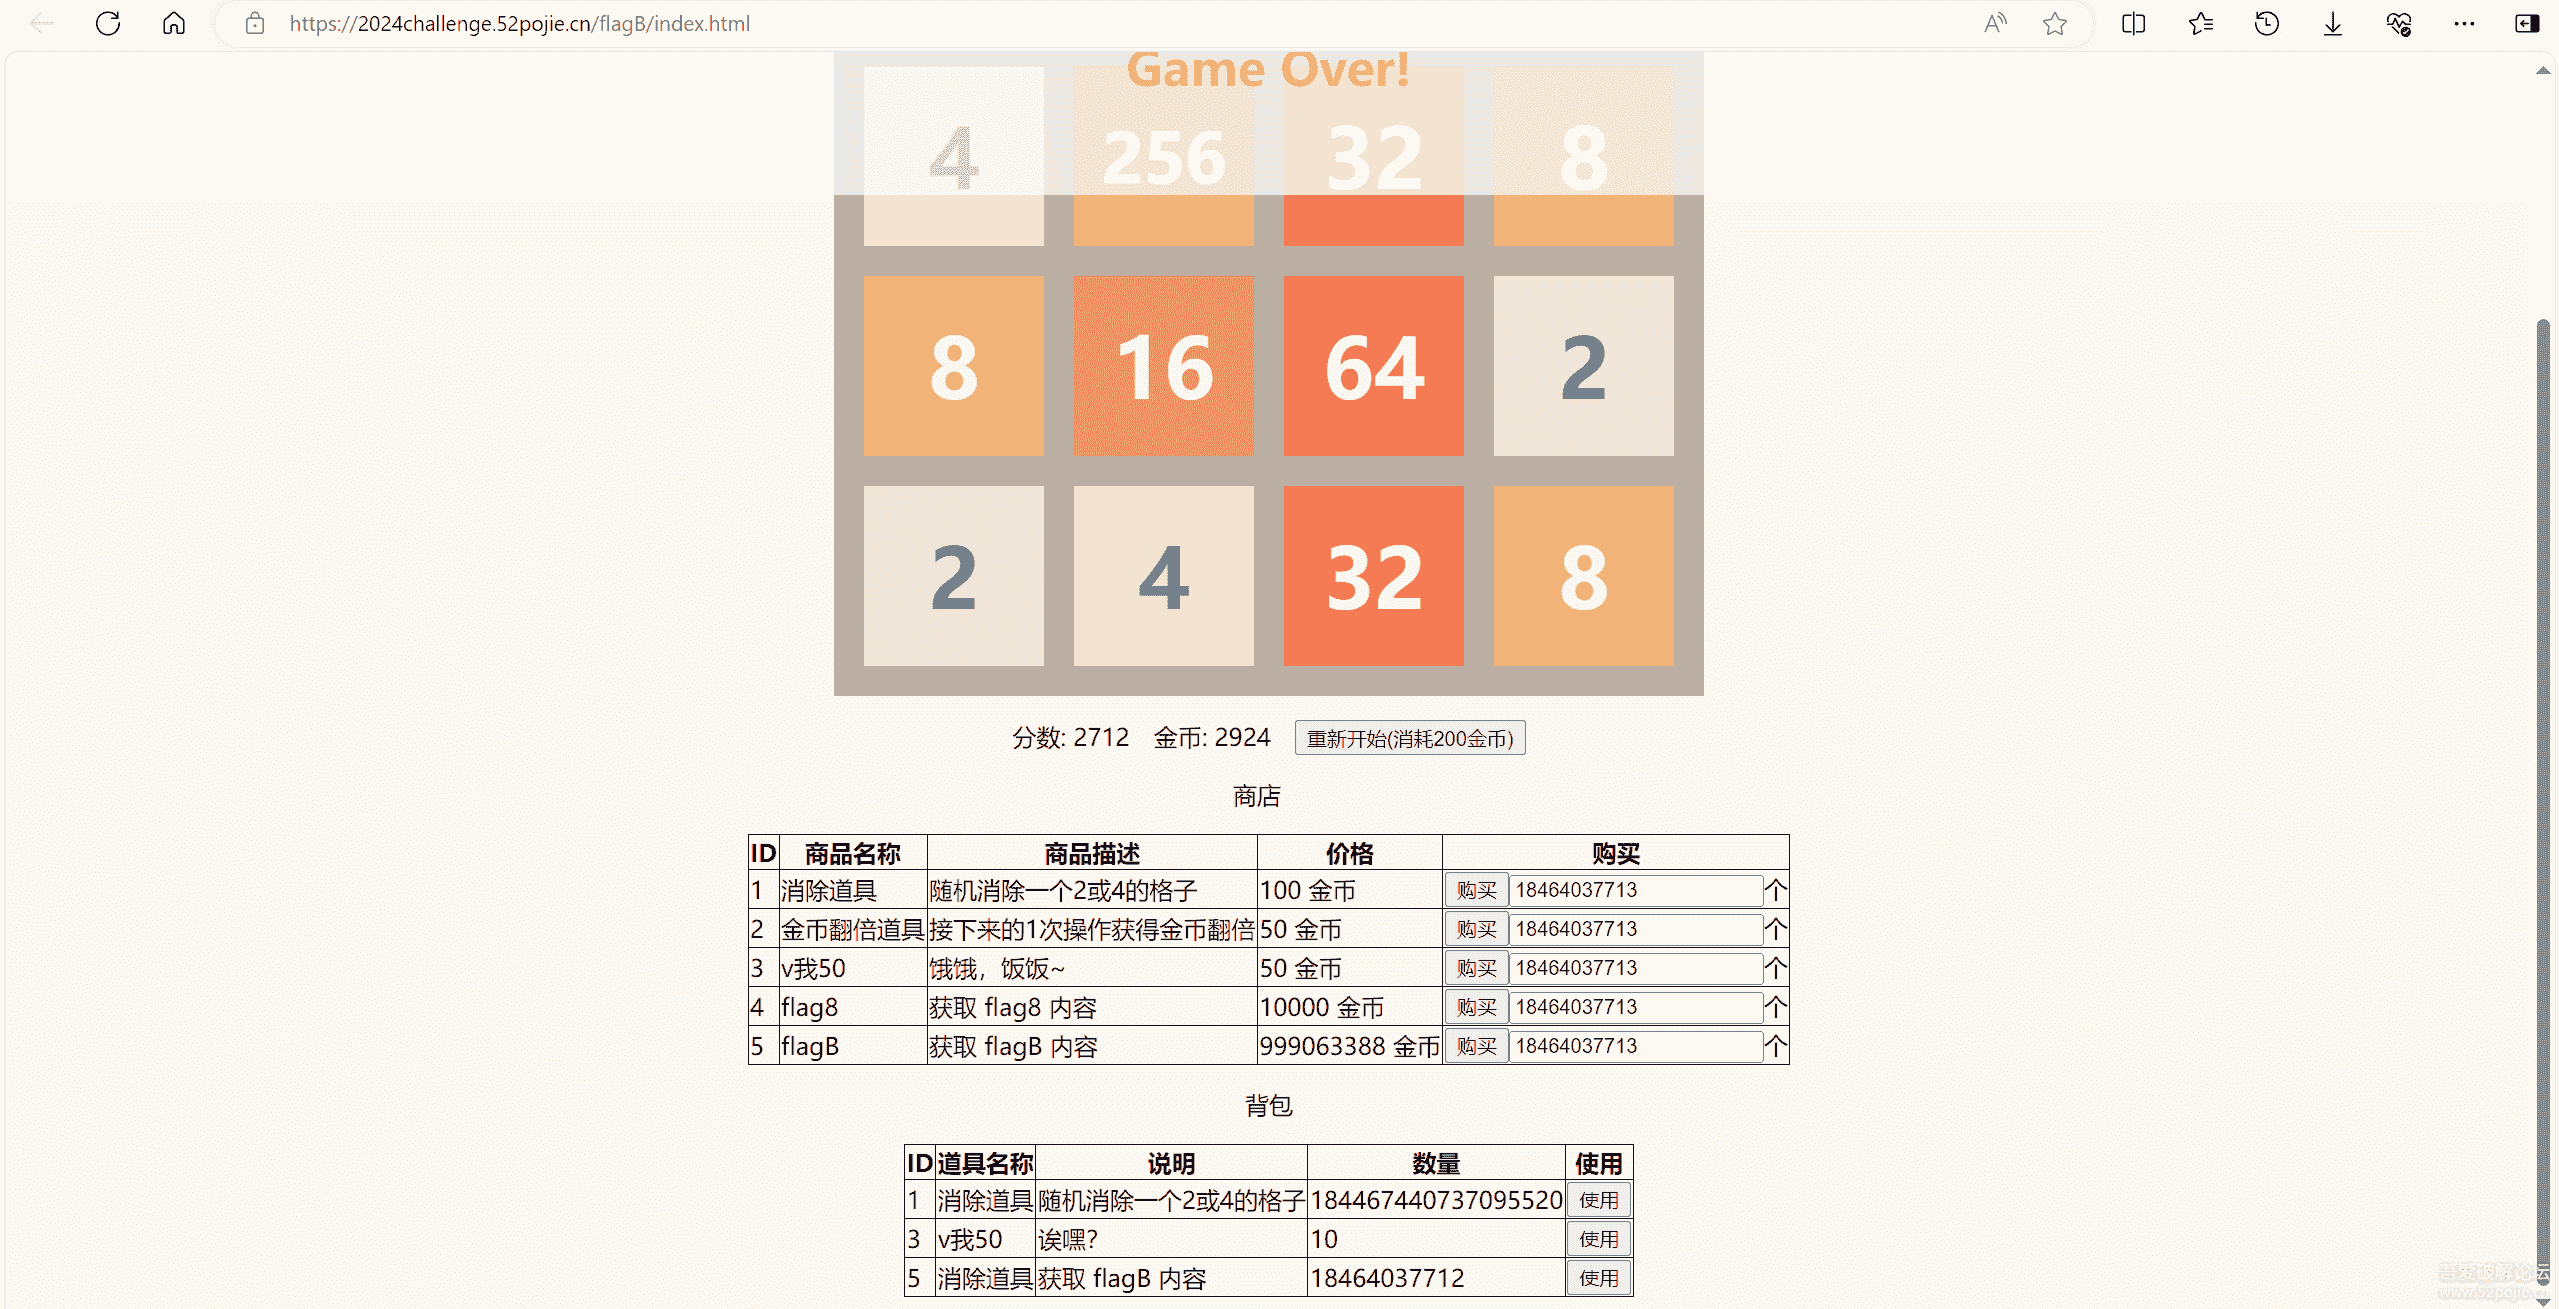 https://2024challenge.52pojie.cn/flagB/index.html
Game Over!
4 256 32 8
8 16 64 2
2 4 32 8
分数: 2712 金币: 2924 重新开始(消耗200金币)
商店
ID 商品名称 商品描述 价格 购买
1 消除道具 随机消除一个2或4的格子 100 金币 购买 18464037713 个
2 金币翻倍道具 接下来的1次操作获得金币翻倍 50 金币 购买 18464037713 个
3 v我50 饿饿，饭饭~ 50 金币 购买 18464037713 个
4 flag8 获取 flag8 内容 10000 金币 购买 18464037713 个
5 flagB 获取 flagB 内容 999063388 金币 购买 18464037713 个
背包
ID 道具名称 说明 数量 使用
1 消除道具 随机消除一个2或4的格子 184467440737095520 使用
3 v我50 诶嘿? 10 使用
5 消除道具 获取 flagB 内容 18464037712 使用
吾爱破解论坛
www.52pojie.cn